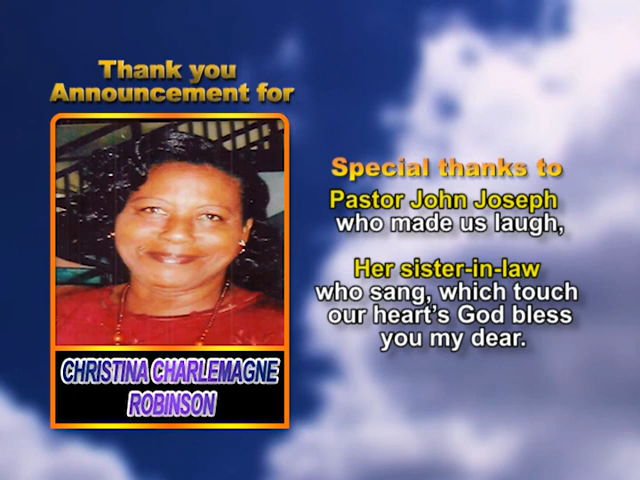 Thank you
Announcement for
CHRISTINA CHARLEMAGNE
ROBINSON
Special thanks to
Pastor John Joseph
who made us laugh,
Her sister-in-law
who sang, which touch
our heart's God bless
you my dear.